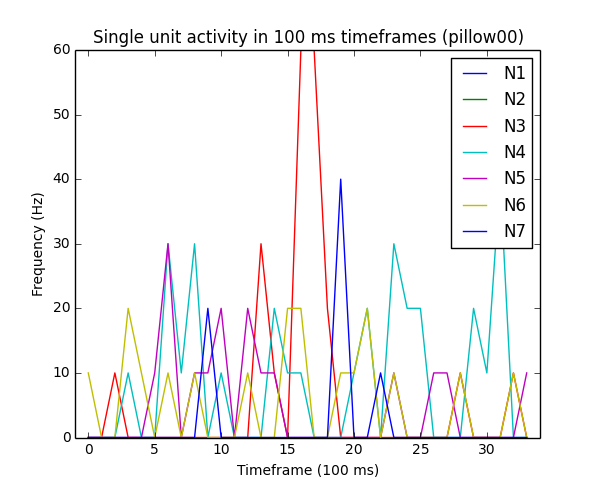 Single unit activity in 100 ms timeframes (pillow00)
60
50
40
30
20
10
0
Frequency (Hz)
N1
N2
N3
N4
N5
N6
N7
0 5 10 15 20 25 30
Timeframe (100 ms)